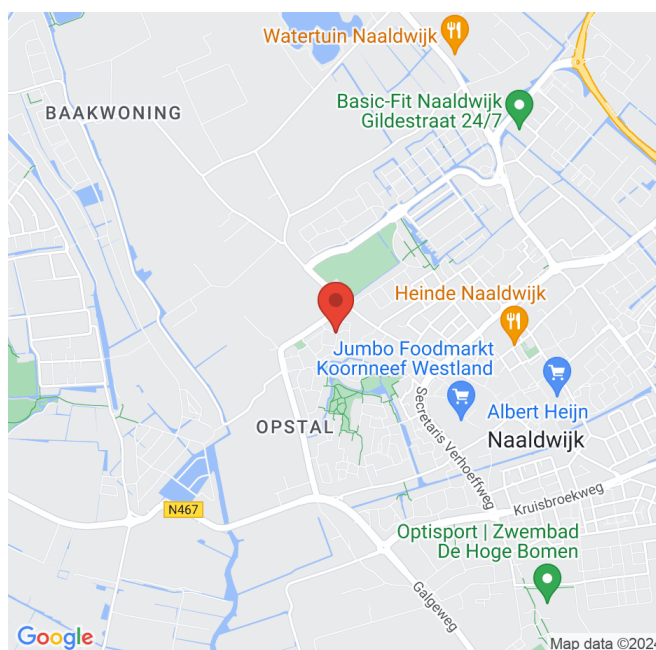 Watertuin Naaldwijk
Basic-Fit Naaldwijk
Gildestraat 24/7
BAAKWONING
Heinde Naaldwijk
Jumbo Foodmarkt
Koornneef Westland
Albert Heijn
Secretaris Verhoeffweg
OPSTAL
Naaldwijk
N467
Kruisbroekweg
Optisport | Zwembad
De Hoge Bomen
Galgeweg
Google
Map data ©2024